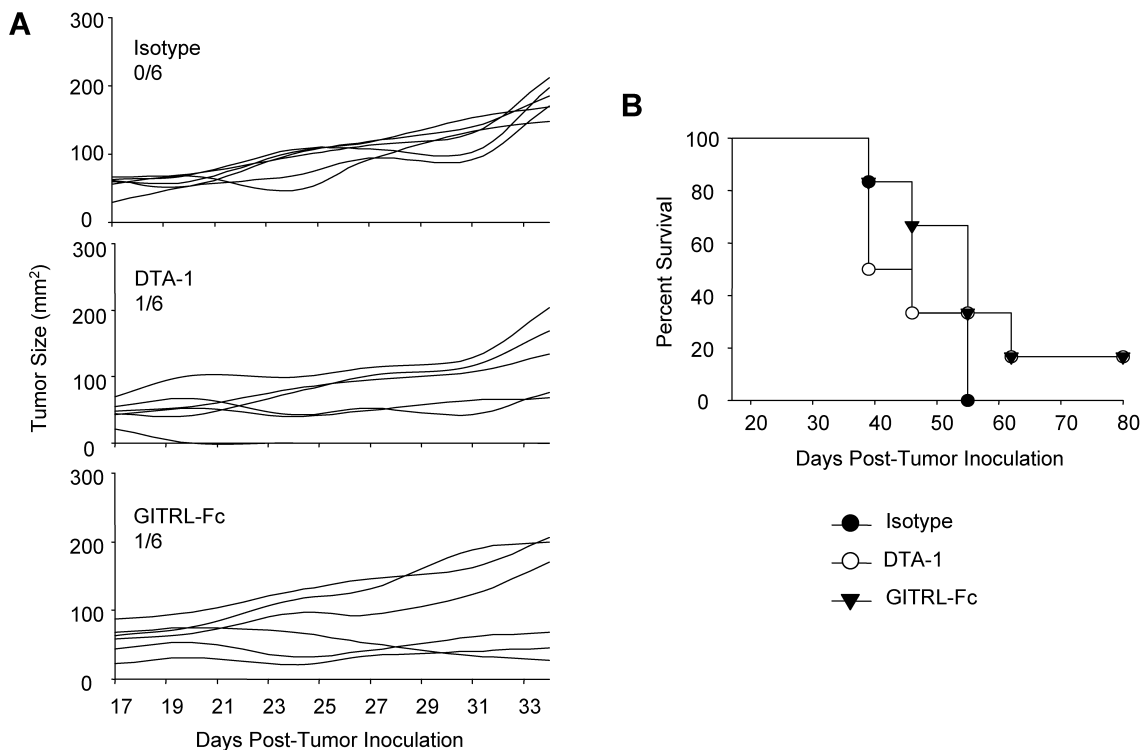 A
Tumor Size (mm²)
300
200
100
0
Isotype
0/6
300
200
100
0
DTA-1
1/6
300
200
100
0
GITRL-Fc
1/6
17 19 21 23 25 27 29 31 33
Days Post-Tumor Inoculation
B
Percent Survival
100
80
60
40
20
0
20 30 40 50 60 70 80
Days Post-Tumor Inoculation
Isotype
DTA-1
GITRL-Fc